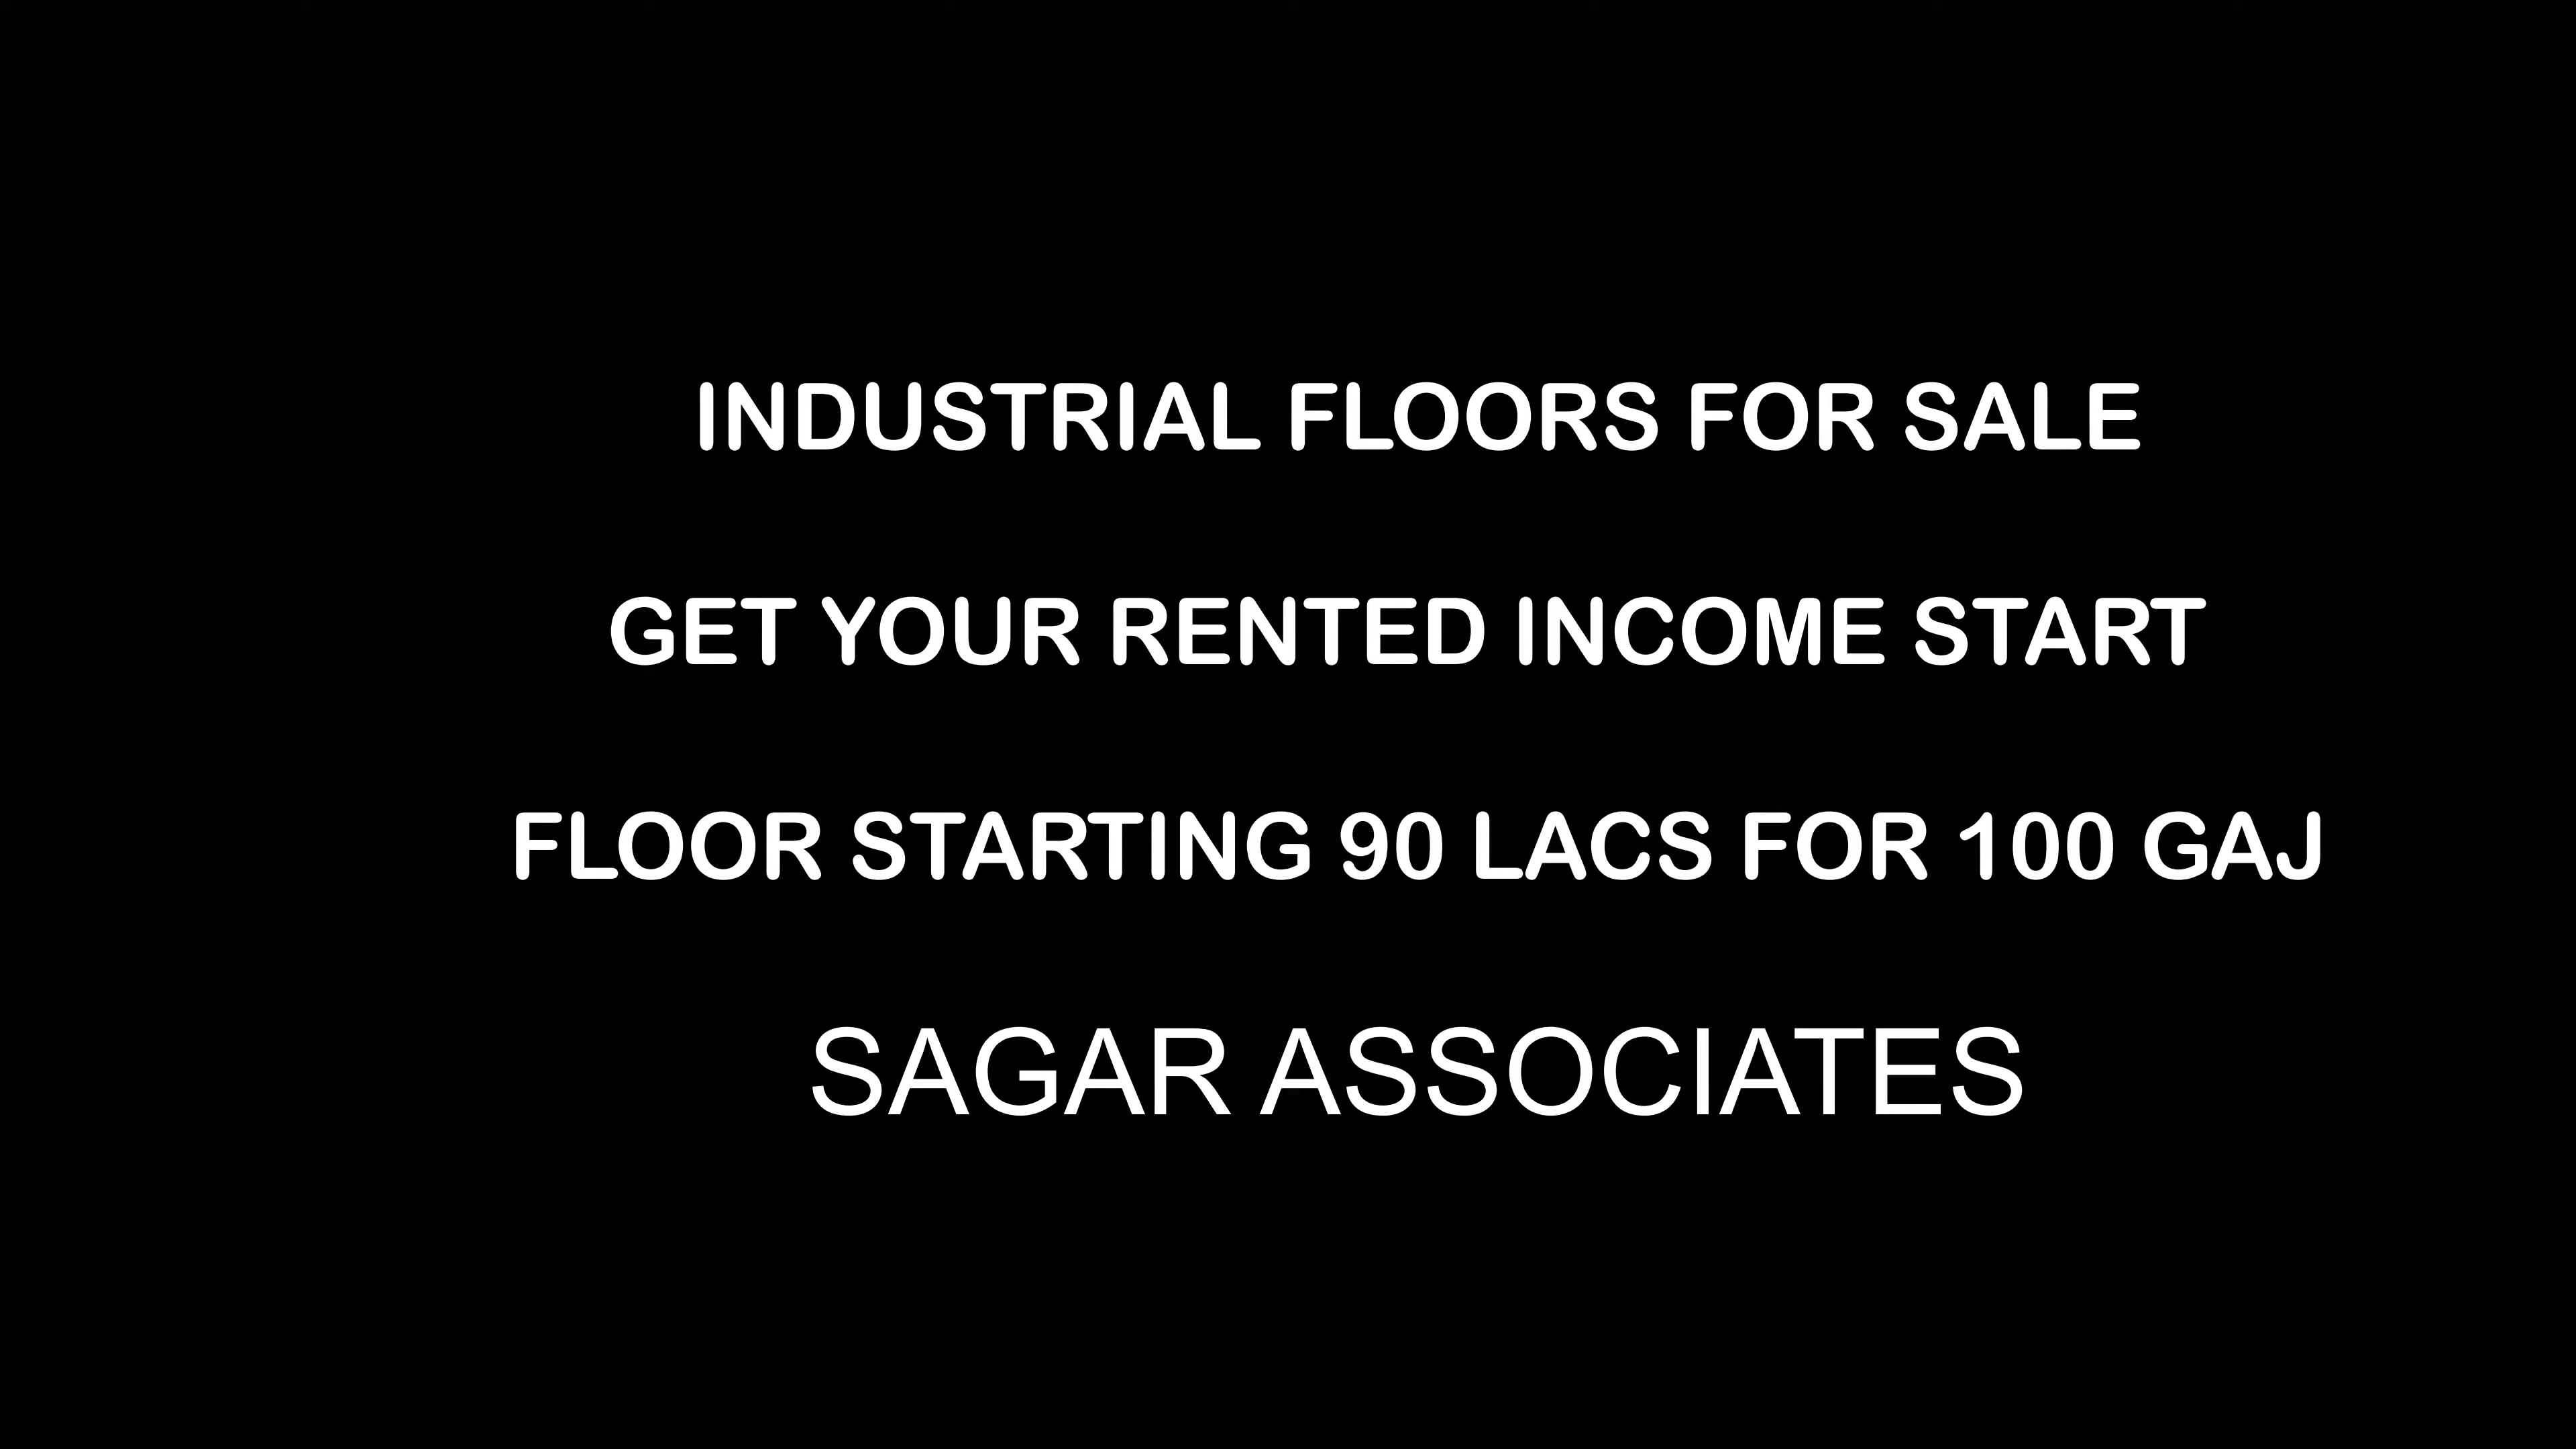 INDUSTRIAL FLOORS FOR SALE
GET YOUR RENTED INCOME START
FLOOR STARTING 90 LACS FOR 100 GAJ
SAGAR ASSOCIATES